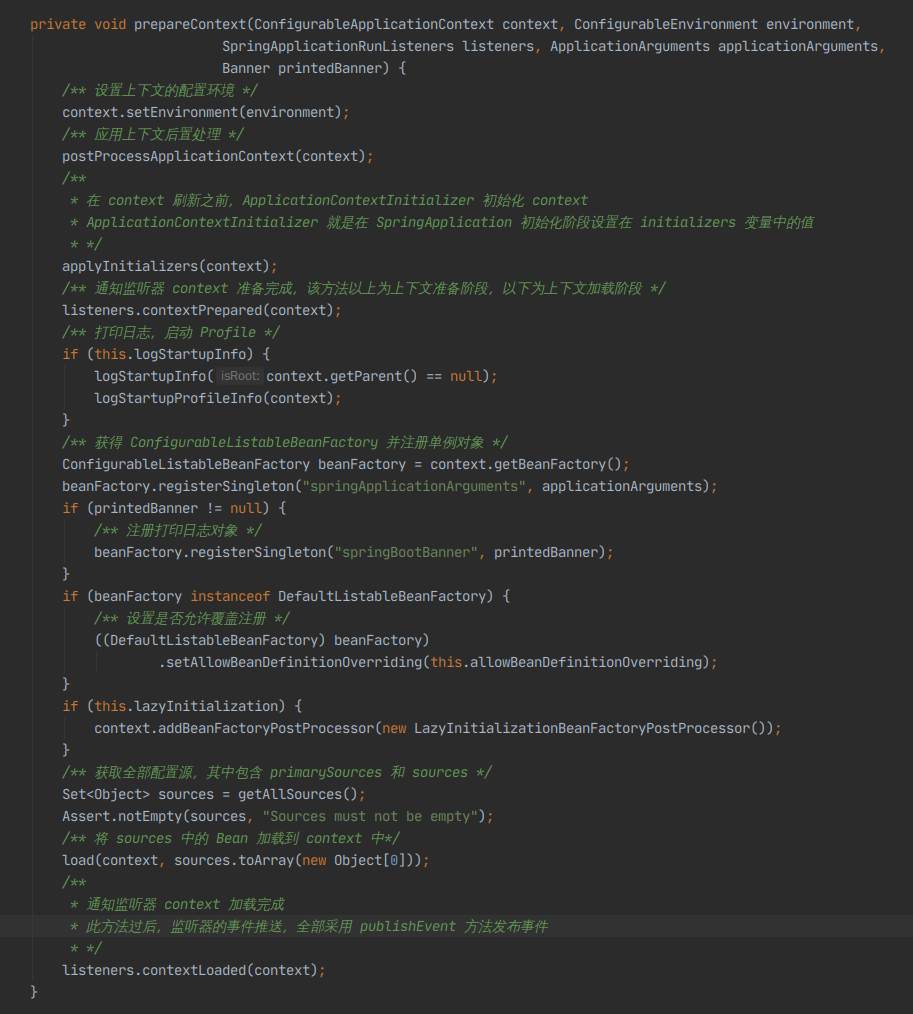 private void prepareContext(ConfigurableApplicationContext context, ConfigurableEnvironment environment,
                        SpringApplicationRunListeners listeners, ApplicationArguments applicationArguments,
                        Banner printedBanner) {
    /** 设置上下文的配置环境 */
    context.setEnvironment(environment);
    /** 应用上下文后置处理 */
    postProcessApplicationContext(context);
    /**
     * 在 context 刷新之前，ApplicationContextInitializer 初始化 context
     * ApplicationContextInitializer 就是在 SpringApplication 初始化阶段设置在 initializers 变量中的值
     * */
    applyInitializers(context);
    /** 通知监听器 context 准备完成，该方法以上为上下文准备阶段，以下为上下文加载阶段 */
    listeners.contextPrepared(context);
    /** 打印日志，启动 Profile */
    if (this.logStartupInfo) {
        logStartupInfo( isRoot: context.getParent() == null);
        logStartupProfileInfo(context);
    }
    /** 获得 ConfigurableListableBeanFactory 并注册单例对象 */
    ConfigurableListableBeanFactory beanFactory = context.getBeanFactory();
    beanFactory.registerSingleton("springApplicationArguments", applicationArguments);
    if (printedBanner != null) {
        /** 注册打印日志对象 */
        beanFactory.registerSingleton("springBootBanner", printedBanner);
    }
    if (beanFactory instanceof DefaultListableBeanFactory) {
        /** 设置是否允许覆盖注册 */
        ((DefaultListableBeanFactory) beanFactory)
                .setAllowBeanDefinitionOverriding(this.allowBeanDefinitionOverriding);
    }
    if (this.lazyInitialization) {
        context.addBeanFactoryPostProcessor(new LazyInitializationBeanFactoryPostProcessor());
    }
    /** 获取全部配置源，其中包含 primarySources 和 sources */
    Set<Object> sources = getAllSources();
    Assert.notEmpty(sources, "Sources must not be empty");
    /** 将 sources 中的 Bean 加载到 context 中*/
    load(context, sources.toArray(new Object[0]));
    /**
     * 通知监听器 context 加载完成
     * 此方法过后，监听器的事件推送，全部采用 publishEvent 方法发布事件
     * */
    listeners.contextLoaded(context);
}